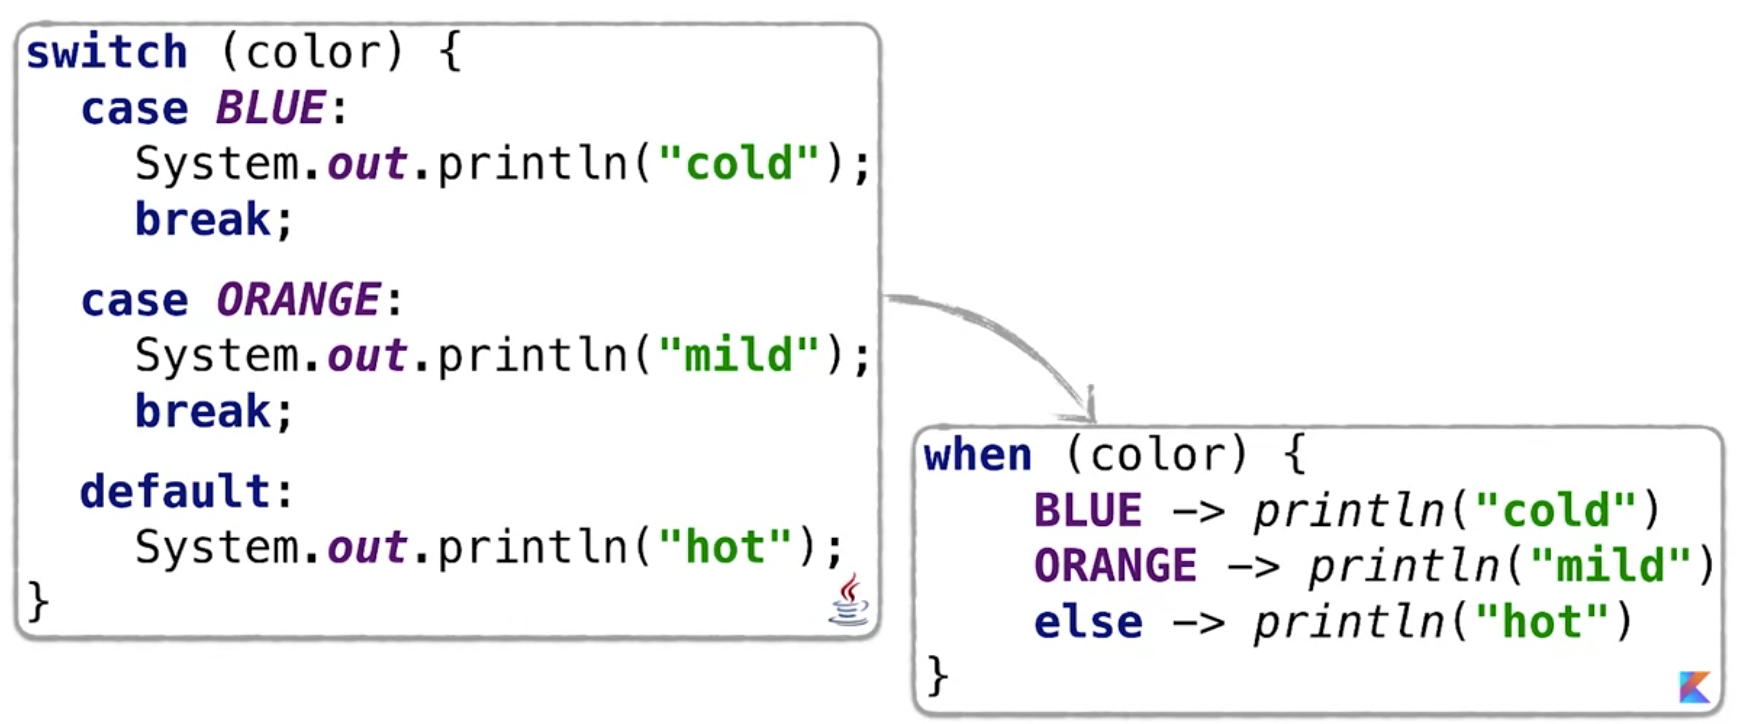 switch (color) {
case BLUE:
System.out.println("cold");
break;
case ORANGE:
System.out.println("mild");
break;
default:
System.out.println("hot");
}
when (color) {
BLUE –> println("cold")
ORANGE –> println("mild")
else –> println("hot")
}